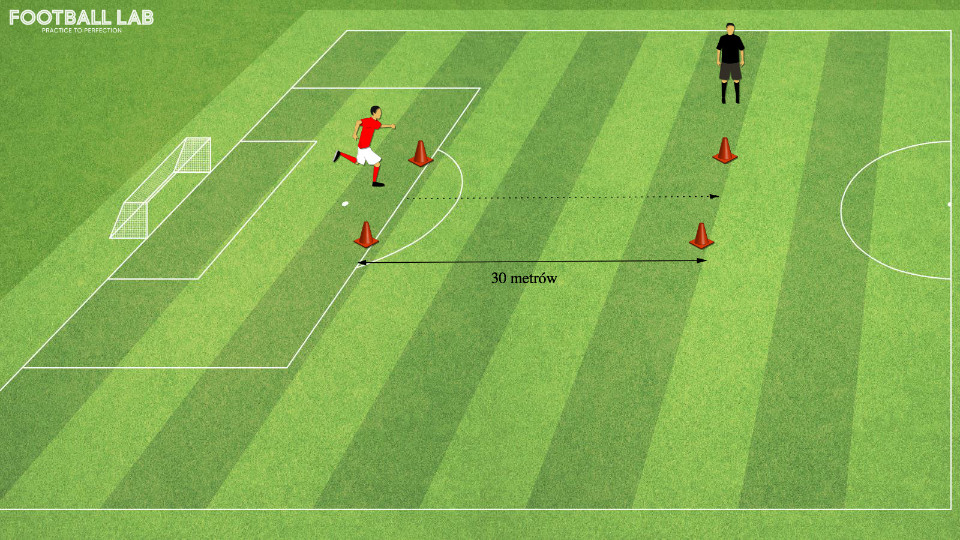 FOOTBALL LAB
PRACTICE TO PERFECTION
30 metrów